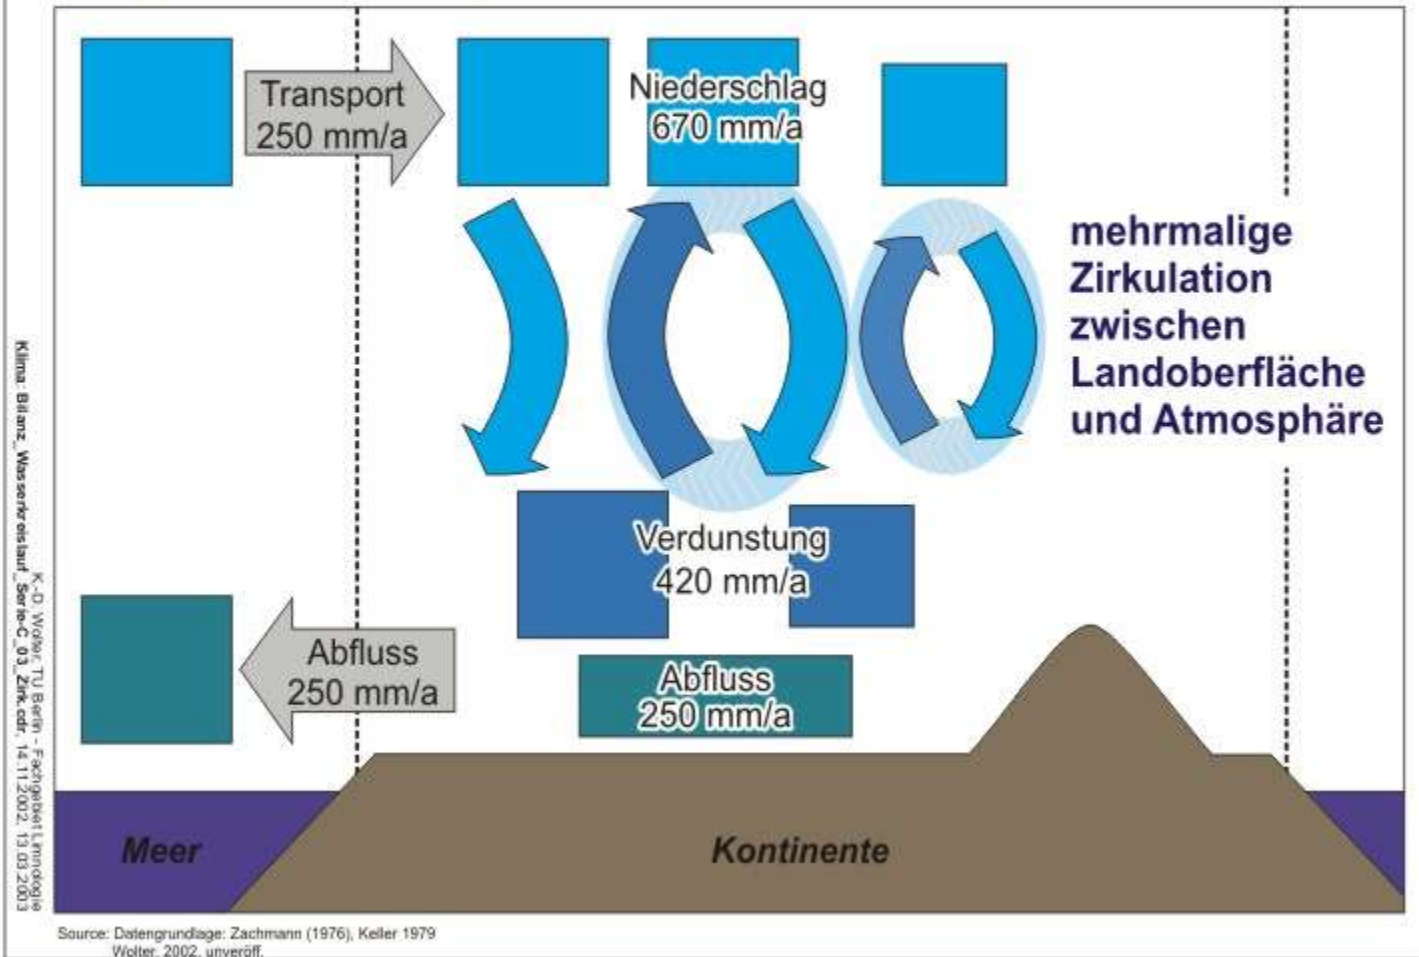 Transport
250 mm/a
Niederschlag
670 mm/a
mehrmalige
Zirkulation
zwischen
Landoberfläche
und Atmosphäre
Verdunstung
420 mm/a
Abfluss
250 mm/a
Abfluss
250 mm/a
Meer
Kontinente
Klima: Bilanz_Wasserkreislauf_Serie-C_03_Zirk.cdr, 14.11.2002, 13.03.2003
K.-D. Wolter, TU Berlin - Fachgebiet Limnologie
Source: Datengrundlage: Zachmann (1976), Keller 1979
Wolter, 2002, unveröff.